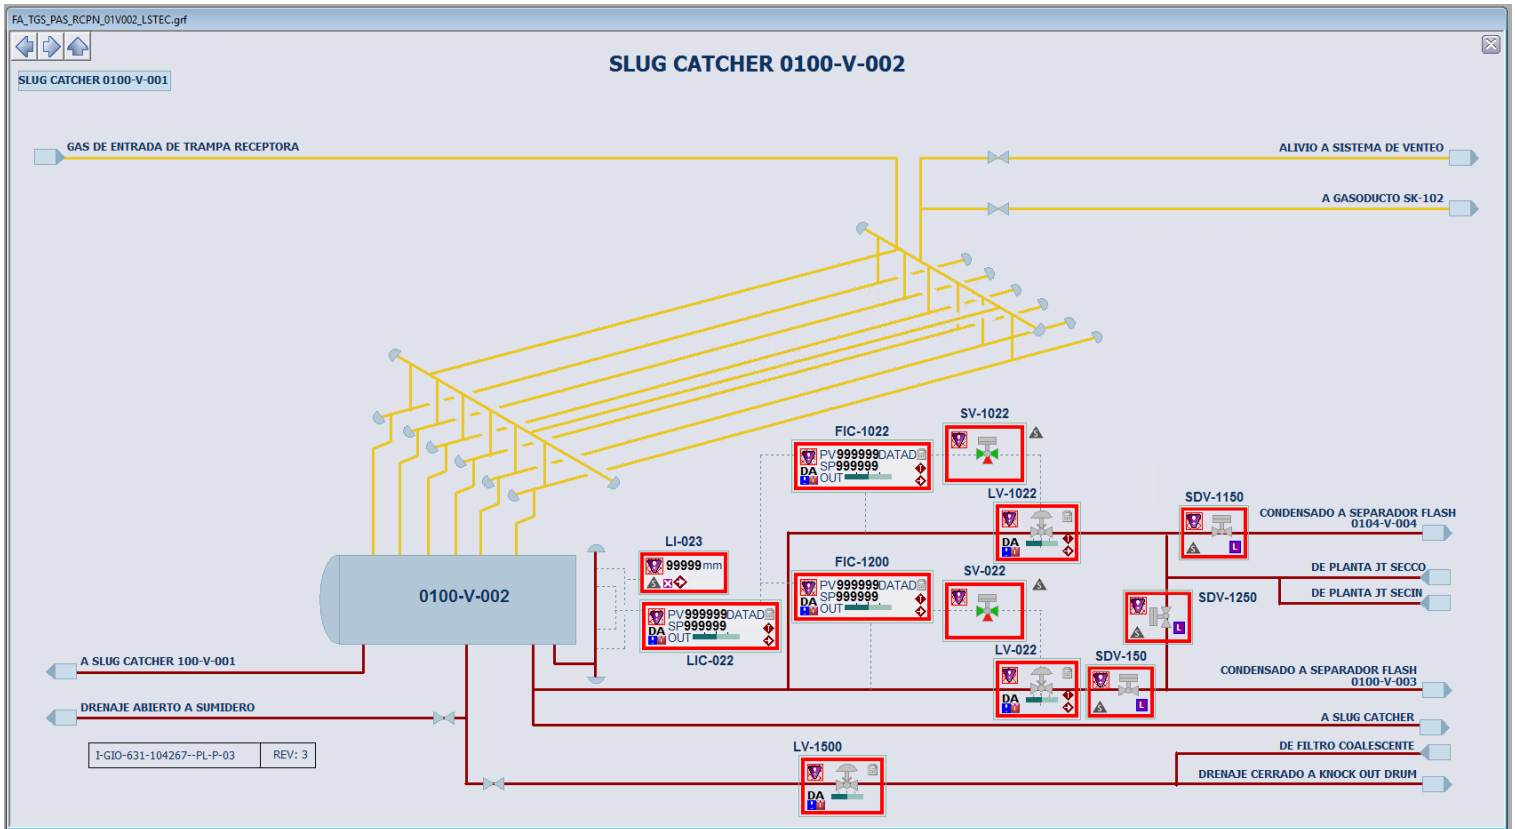 FA_TGS_PAS_RCPN_01V002_LSTEC.grf
SLUG CATCHER 0100-V-002
SLUG CATCHER 0100-V-001
GAS DE ENTRADA DE TRAMPA RECEPTORA
ALIVIO A SISTEMA DE VENTEO
A GASODUCTO SK-102
SV-1022
FIC-1022
PV999999DATAD
SP999999
DA
OUT
LV-1022
DA
SDV-1150
L
CONDENSADO A SEPARADOR FLASH
0104-V-004
LI-023
99999 mm
FIC-1200
PV999999DATAD
SP999999
DA
OUT
SV-022
DE PLANTA JT SECCO
DE PLANTA JT SECIN
SDV-1250
L
0100-V-002
PV999999DATAD
SP999999
DA
OUT
LIC-022
LV-022
DA
SDV-150
L
A SLUG CATCHER 100-V-001
CONDENSADO A SEPARADOR FLASH
0100-V-003
DRENAJE ABIERTO A SUMIDERO
A SLUG CATCHER
I-GIO-631-104267--PL-P-03
REV: 3
LV-1500
DA
DE FILTRO COALESCENTE
DRENAJE CERRADO A KNOCK OUT DRUM